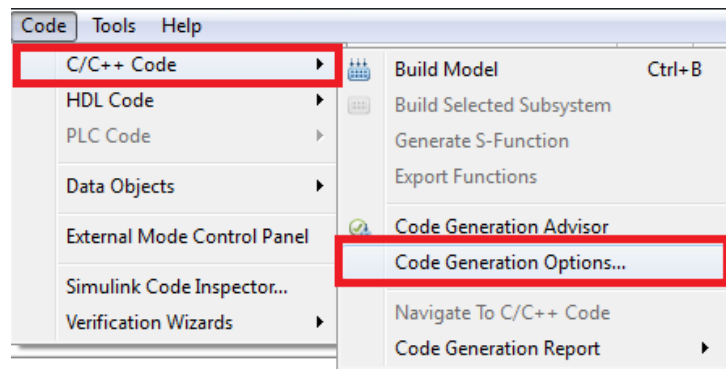 Code Tools Help
C/C++ Code
HDL Code
PLC Code
Data Objects
External Mode Control Panel
Simulink Code Inspector...
Verification Wizards
Build Model Ctrl+B
Build Selected Subsystem
Generate S-Function
Export Functions
Code Generation Advisor
Code Generation Options...
Navigate To C/C++ Code
Code Generation Report